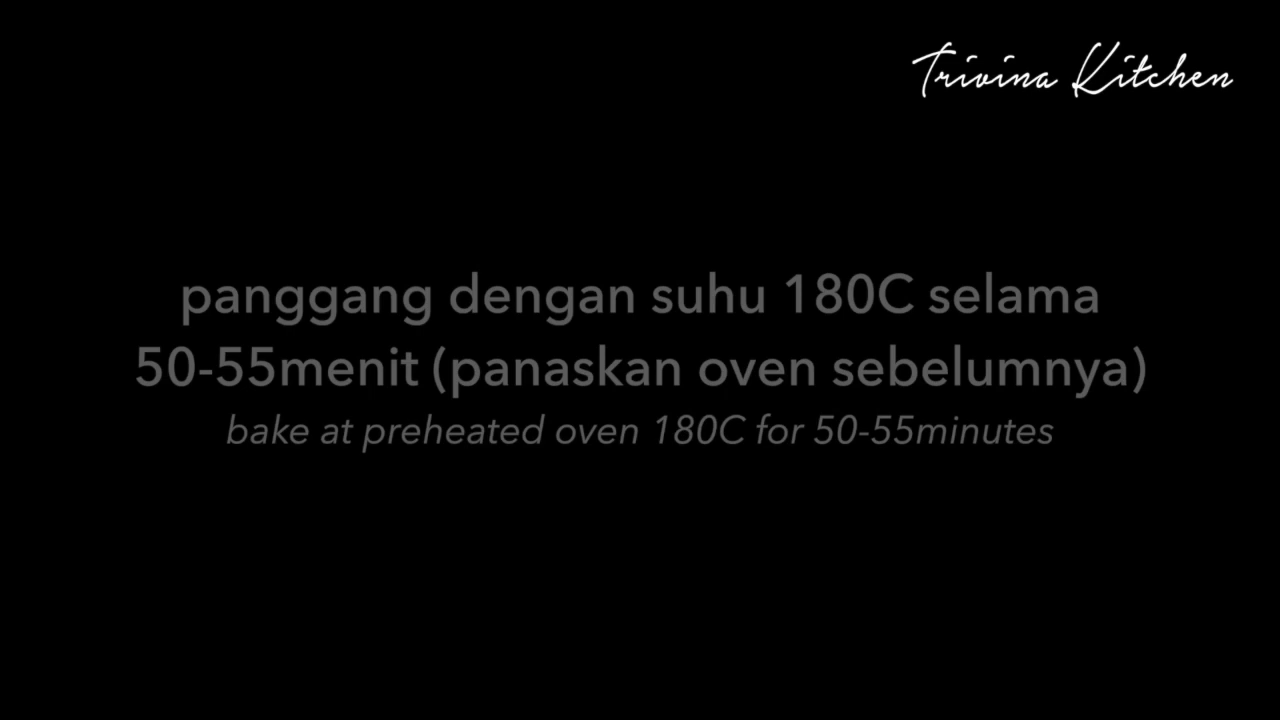 Trivina Kitchen
panggang dengan suhu 180C selama
50-55menit (panaskan oven sebelumnya)
bake at preheated oven 180C for 50-55minutes